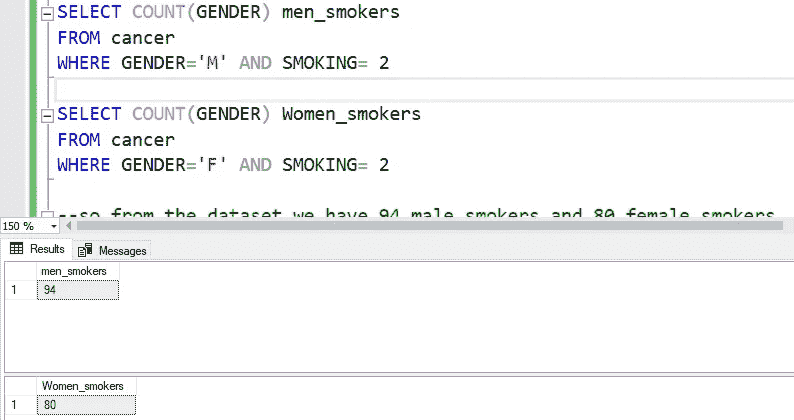 SELECT COUNT(GENDER) men_smokers
FROM cancer
WHERE GENDER='M' AND SMOKING= 2
SELECT COUNT(GENDER) Women_smokers
FROM cancer
WHERE GENDER='F' AND SMOKING= 2
--so from the dataset we have 94 male smokers and 80 female smokers
150 %
Results Messages
men_smokers
1 94
Women_smokers
1 80